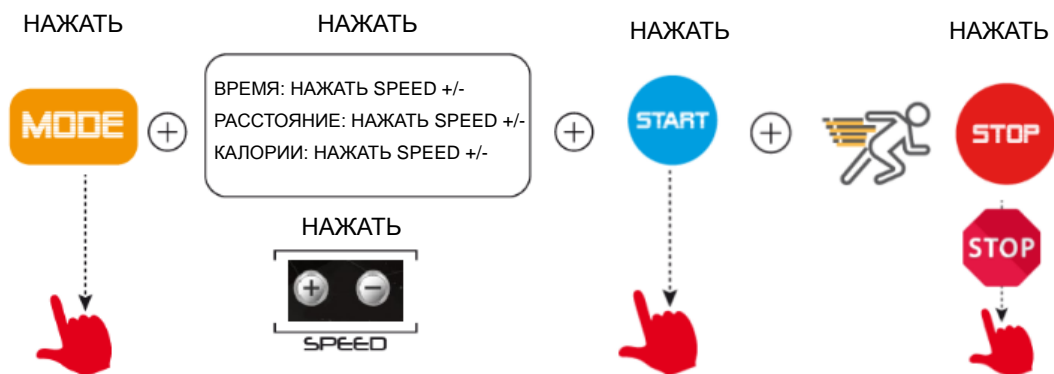 НАЖАТЬ
НАЖАТЬ
НАЖАТЬ
НАЖАТЬ
MODE
ВРЕМЯ: НАЖАТЬ SPEED +/-
РАССТОЯНИЕ: НАЖАТЬ SPEED +/-
КАЛОРИИ: НАЖАТЬ SPEED +/-
START
STOP
НАЖАТЬ
SPEED
STOP